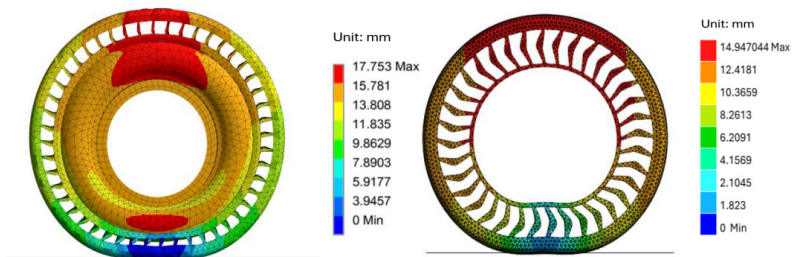 Unit: mm
17.753 Max
15.781
13.808
11.835
9.8629
7.8903
5.9177
3.9457
0 Min
Unit: mm
14.947044 Max
12.4181
10.3659
8.2613
6.2091
4.1569
2.1045
1.823
0 Min